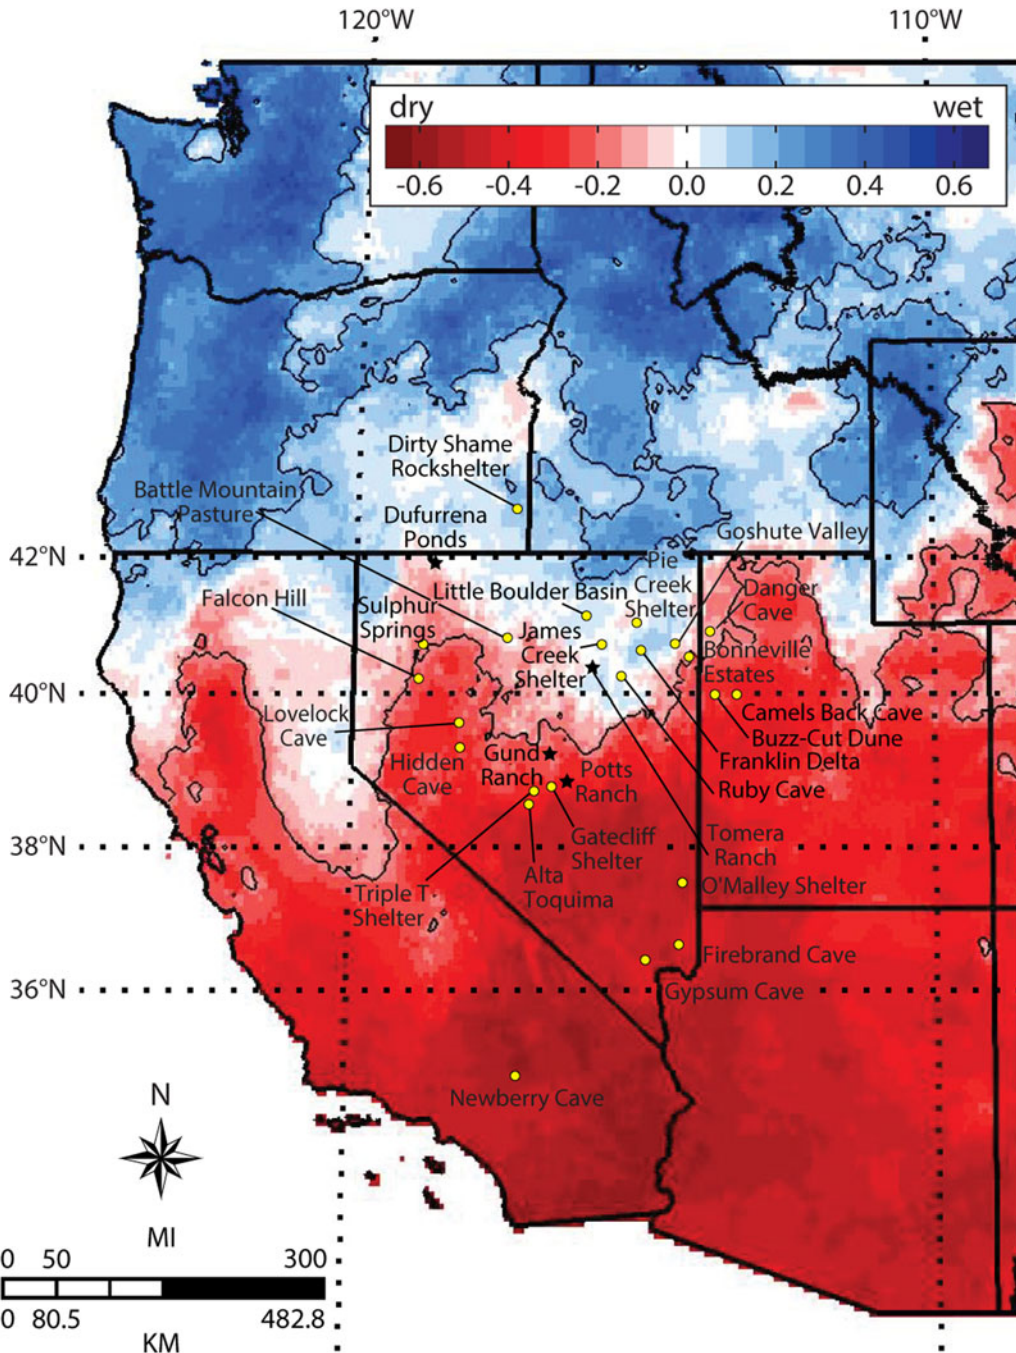 120°W 110°W
dry wet
-0.6 -0.4 -0.2 0.0 0.2 0.4 0.6
Dirty Shame
Rockshelter
Battle Mountain
Pasture
Dufurrena
Ponds
Goshute Valley
42°N
Pie
Creek
Shelter
Little Boulder Basin
Danger
Cave
Falcon Hill
Sulphur
Springs
James
Creek
Shelter
Bonneville
Estates
40°N
Camels Back Cave
Lovelock
Cave
Buzz-Cut Dune
Hidden
Cave
Gund
Ranch
Franklin Delta
Potts
Ranch
Ruby Cave
Gatecliff
Shelter
Tomera
Ranch
38°N
Alta
Toquima
Triple T
Shelter
O'Malley Shelter
Firebrand Cave
36°N
Gypsum Cave
Newberry Cave
N
MI
0 50 300
0 80.5 482.8
KM